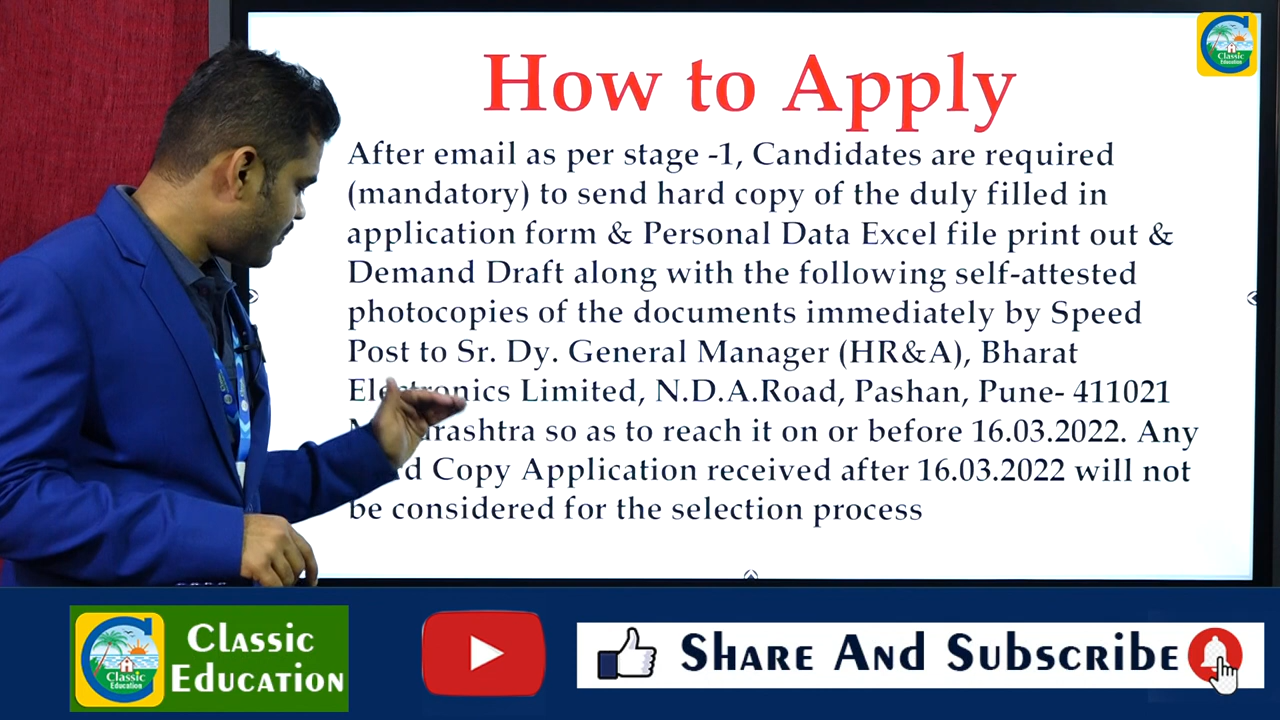 How to Apply
Classic
Education
After email as per stage -1, Candidates are required
(mandatory) to send hard copy of the duly filled in
application form & Personal Data Excel file print out &
Demand Draft along with the following self-attested
photocopies of the documents immediately by Speed
Post to Sr. Dy. General Manager (HR&A), Bharat
Electronics Limited, N.D.A.Road, Pashan, Pune- 411021
so as to reach it on or before 16.03.2022. Any
Copy Application received after 16.03.2022 will not
be considered for the selection process
Classic
Education
Classic
Education
Share And Subscribe